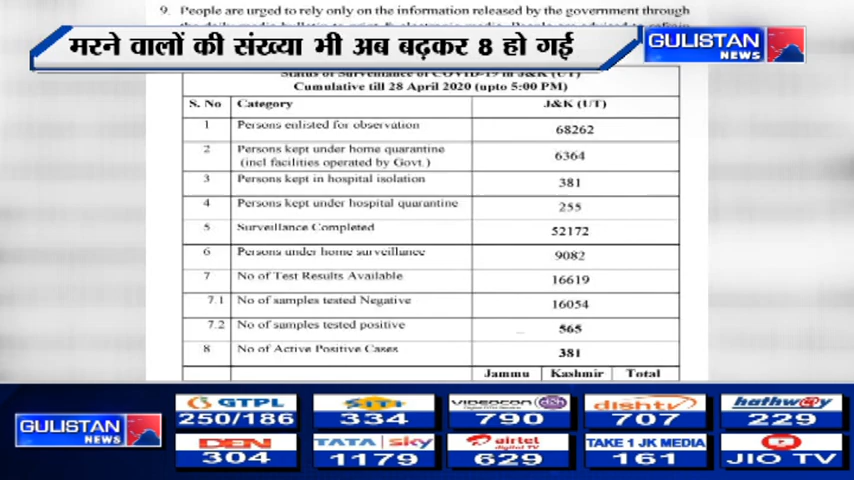 9. People are urged to rely only on the information released by the government through
मरने वालों की संख्या भी अब बढ़कर 8 हो गई
GULISTAN
NEWS
Status of Surveillance of COVID-19 in J&K (UT)
Cumulative till 28 April 2020 (upto 5:00 PM)
S. No Category J&K (UT)
1 Persons enlisted for observation 68262
2 Persons kept under home quarantine (incl facilities operated by Govt.) 6364
3 Persons kept in hospital isolation 381
4 Persons kept under hospital quarantine 255
5 Surveillance Completed 52172
6 Persons under home surveillance 9082
7 No of Test Results Available 16619
7.1 No of samples tested Negative 16054
7.2 No of samples tested positive 565
8 No of Active Positive Cases 381
Jammu Kashmir Total
GULISTAN
NEWS
GTPL
250/186
SITI
334
VIDEOCON d2h
790
dishtv
707
hathway
229
DEN
304
TATA sky
1179
airtel
digital TV
629
TAKE 1 JK MEDIA
161
JIO TV